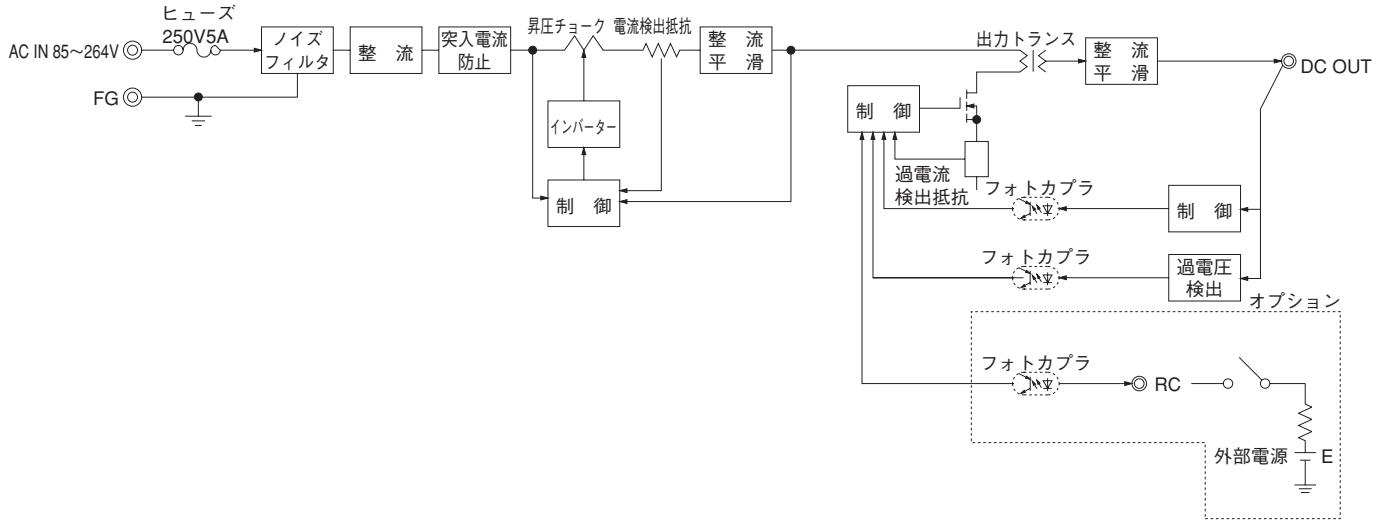 ヒューズ
250V5A
AC IN 85~264V
FG
ノイズ
フィルタ
整 流
突入電流
防止
昇圧チョーク 電流検出抵抗
整 流
平 滑
インバーター
制 御
出力トランス
整 流
平 滑
DC OUT
制 御
過電流
検出抵抗
フォトカプラ
制 御
フォトカプラ
過電圧
検出
オプション
フォトカプラ
RC
外部電源
E